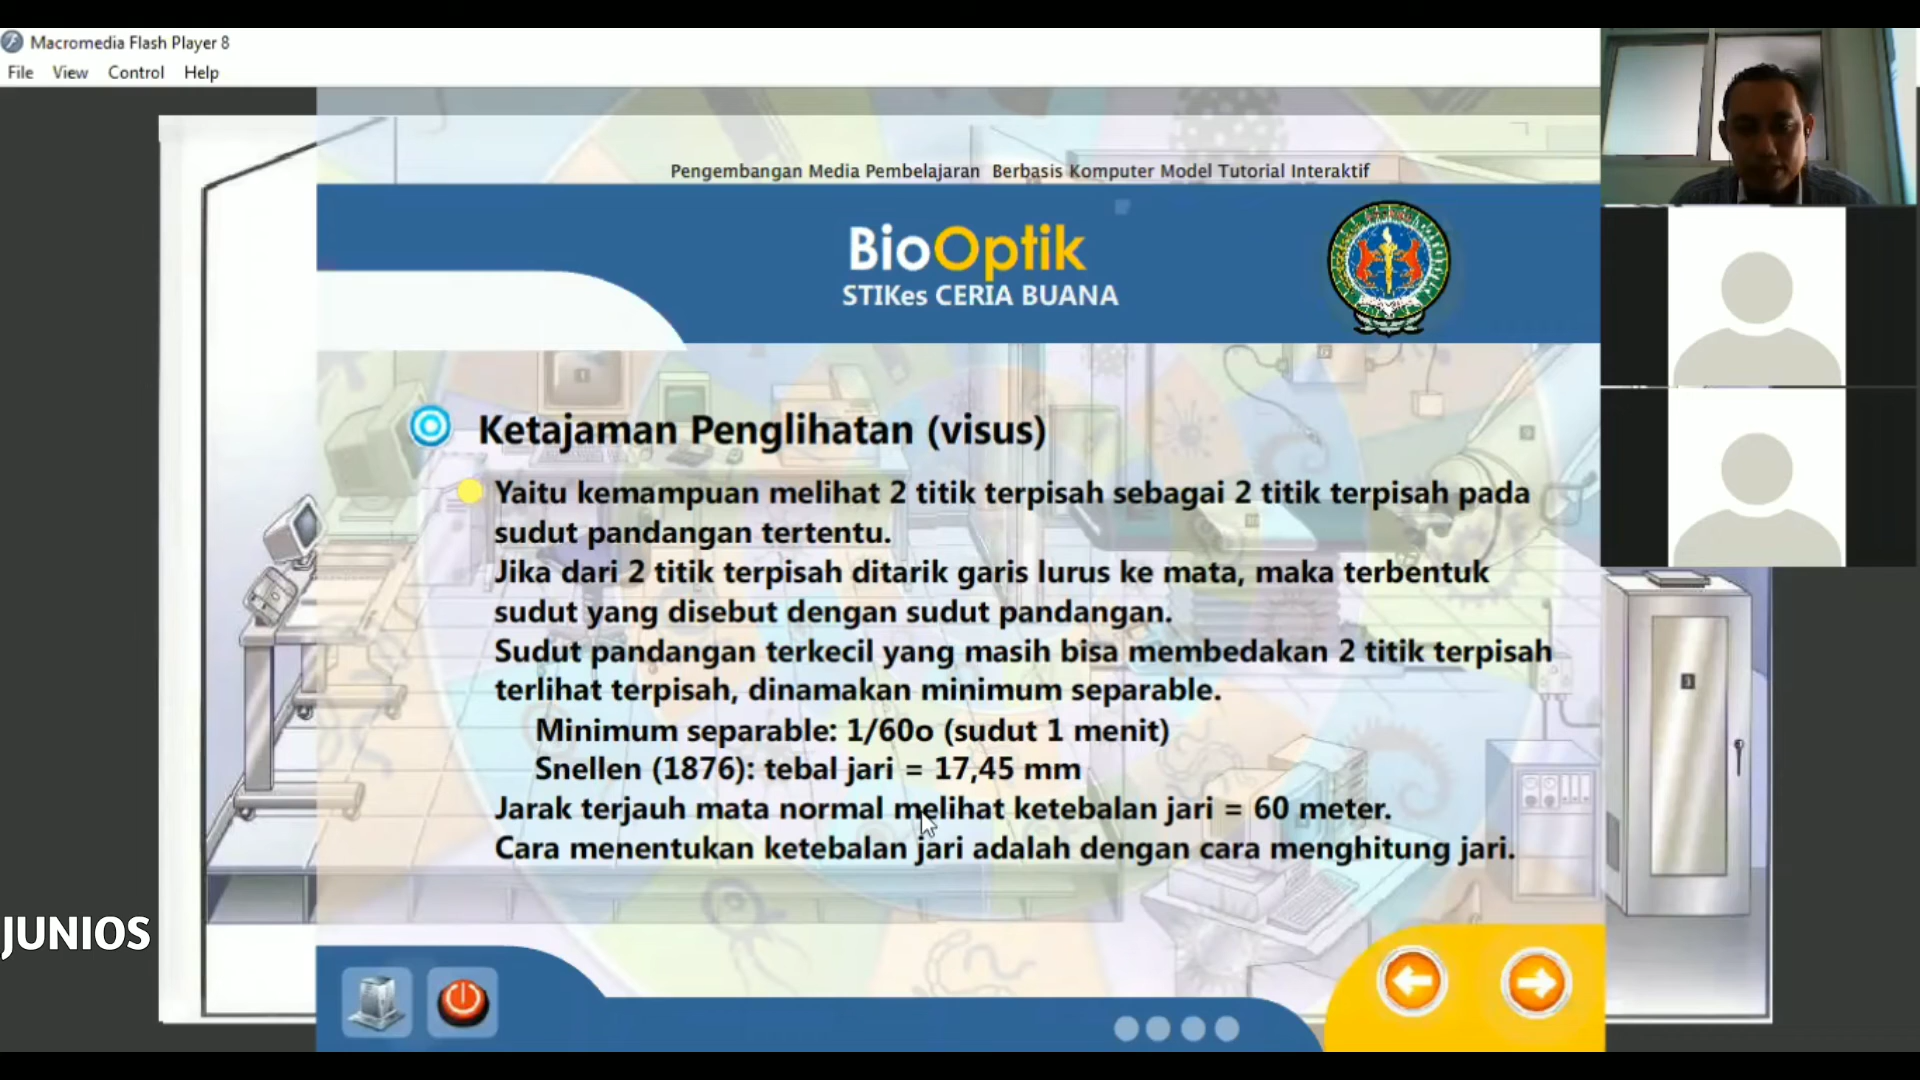 Macromedia Flash Player 8
File View Control Help
Pengembangan Media Pembelajaran Berbasis Komputer Model Tutorial Interaktif
BioOptik
STIKes CERIA BUANA
Ketajaman Penglihatan (visus)
Yaitu kemampuan melihat 2 titik terpisah sebagai 2 titik terpisah pada
sudut pandangan tertentu.
Jika dari 2 titik terpisah ditarik garis lurus ke mata, maka terbentuk
sudut yang disebut dengan sudut pandangan.
Sudut pandangan terkecil yang masih bisa membedakan 2 titik terpisah
terlihat terpisah, dinamakan minimum separable.
Minimum separable: 1/60o (sudut 1 menit)
Snellen (1876): tebal jari = 17,45 mm
Jarak terjauh mata normal melihat ketebalan jari = 60 meter.
Cara menentukan ketebalan jari adalah dengan cara menghitung jari.
JUNIOS